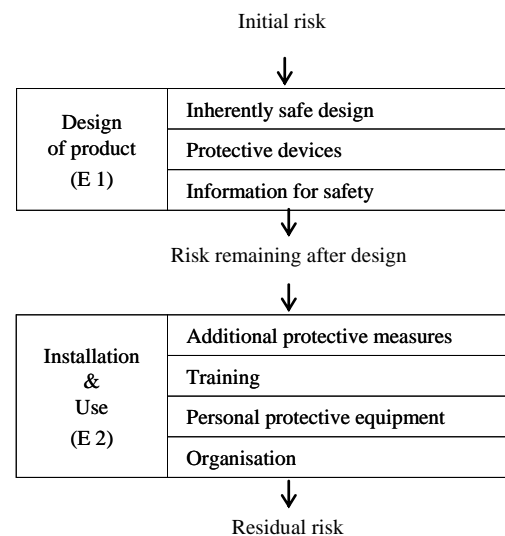 Initial risk
Design
of product
(E 1)
Inherently safe design
Protective devices
Information for safety
Risk remaining after design
Installation
&
Use
(E 2)
Additional protective measures
Training
Personal protective equipment
Organisation
Residual risk